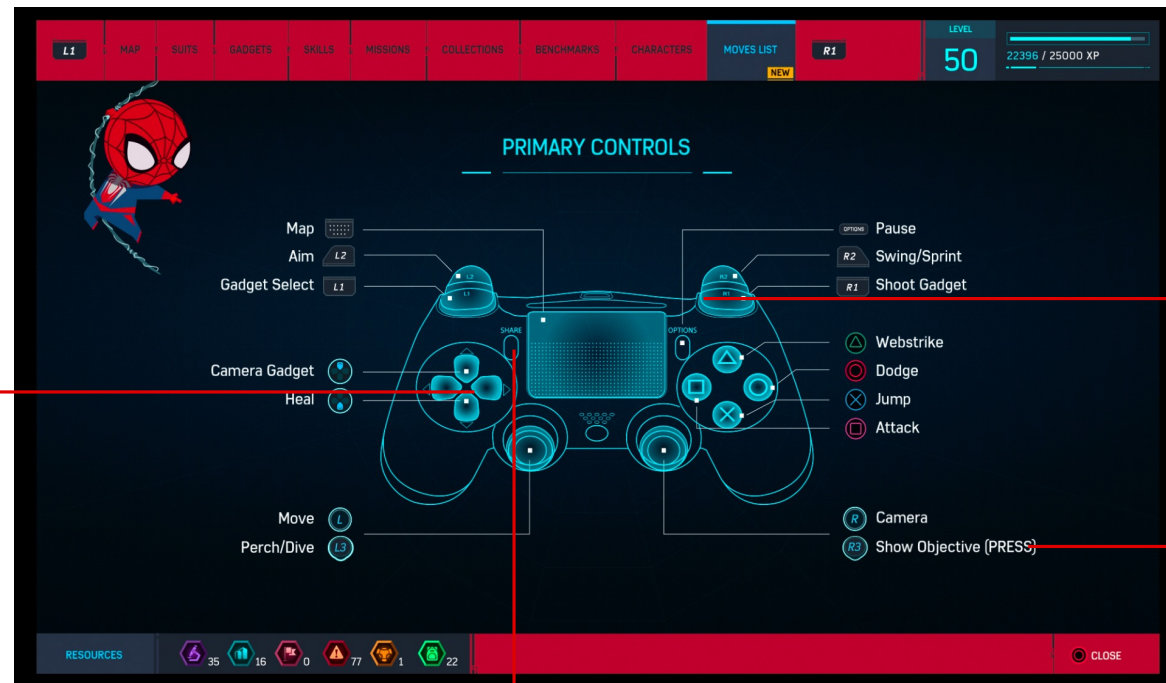 L1 MAP SUITS GADGETS SKILLS MISSIONS COLLECTIONS BENCHMARKS CHARACTERS MOVES LIST R1
NEW
LEVEL
50
22396 / 25000 XP
PRIMARY CONTROLS
Map
Aim L2
Gadget Select L1
OPTIONS Pause
R2 Swing/Sprint
R1 Shoot Gadget
L2
L1
R2
R1
SHARE
OPTIONS
Camera Gadget
Heal
Webstrike
Dodge
Jump
Attack
Move L
Perch/Dive L3
R Camera
R3 Show Objective (PRESS)
RESOURCES 35 16 0 77 1 22 CLOSE